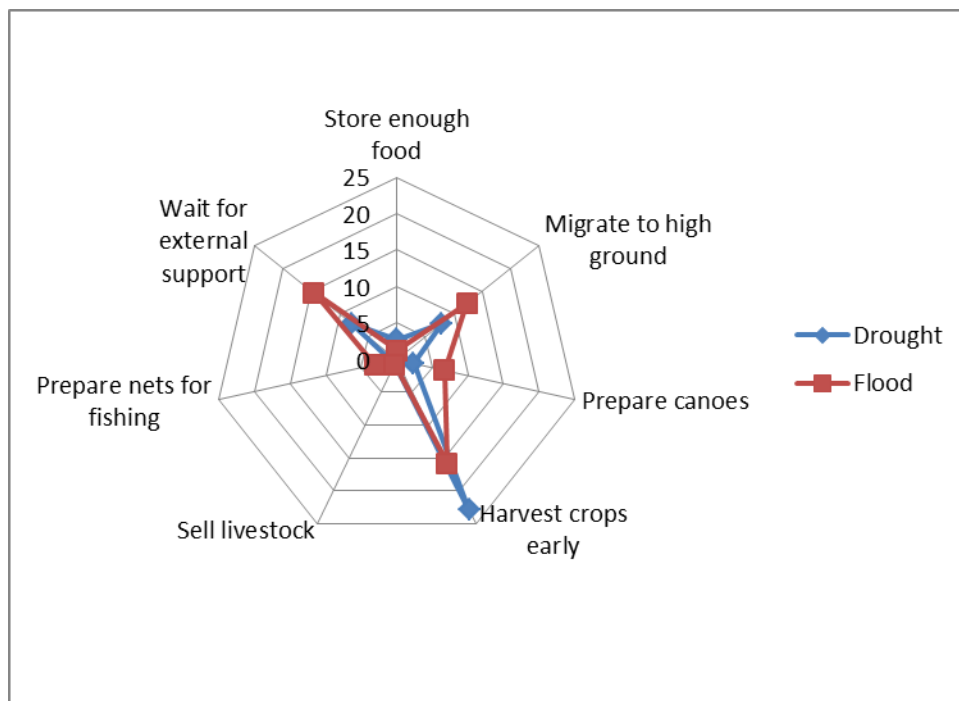 Store enough
food
25
20
15
10
5
0
Migrate to high
ground
Prepare canoes
Harvest crops
early
Sell livestock
Prepare nets for
fishing
Wait for
external
support
Drought
Flood